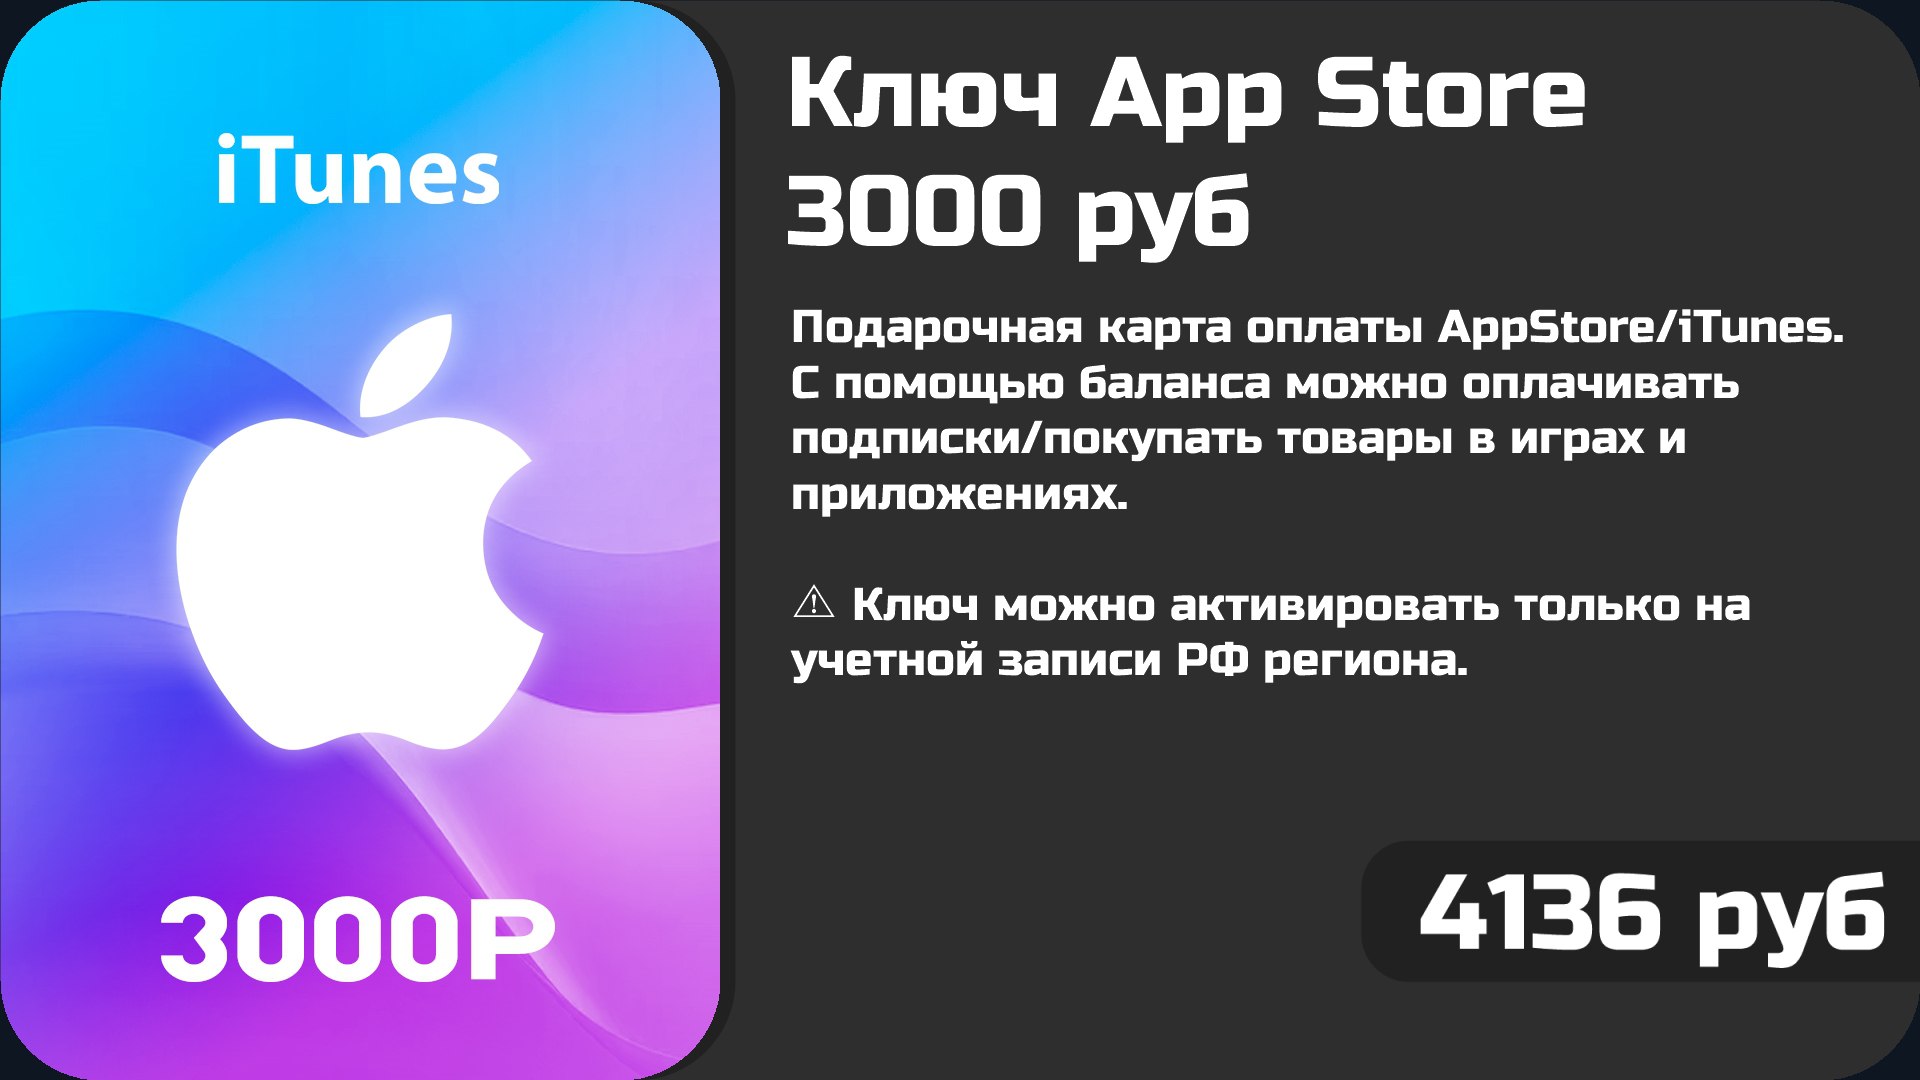 iTunes
3000Р
Ключ App Store
3000 руб
Подарочная карта оплаты AppStore/iTunes.
С помощью баланса можно оплачивать
подписки/покупать товары в играх и
приложениях.
⚠ Ключ можно активировать только на
учетной записи РФ региона.
4136 руб